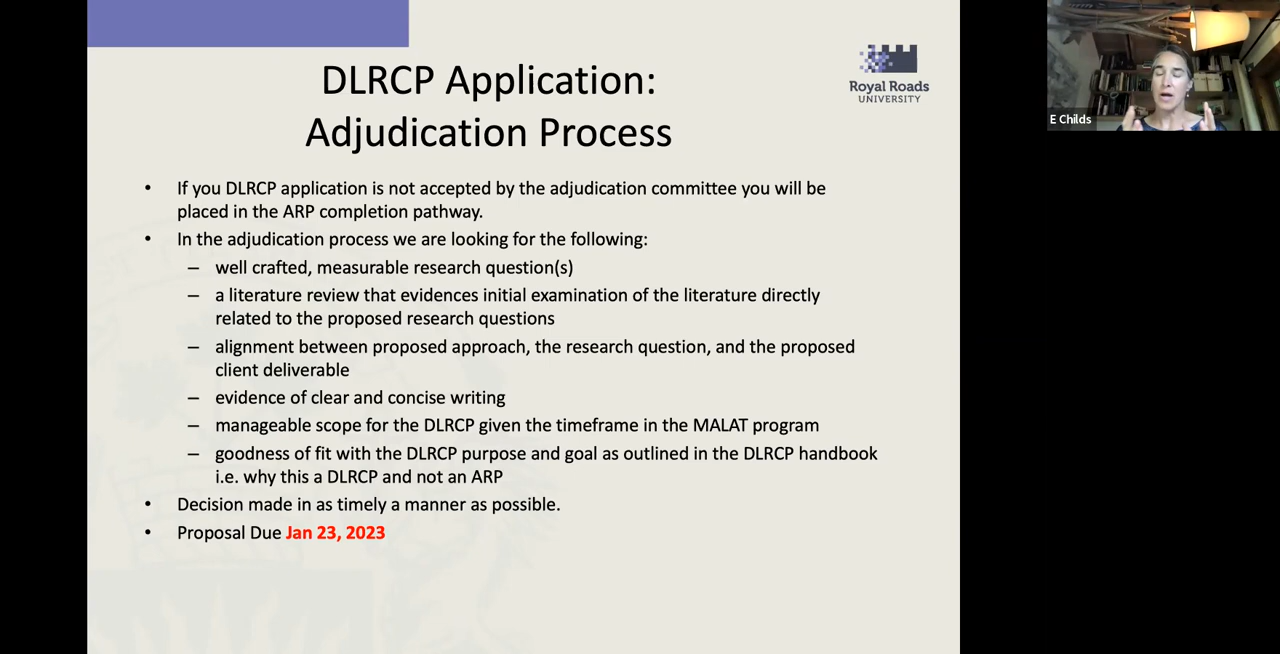 DLRCP Application:
Adjudication Process
Royal Roads
UNIVERSITY
E Childs
• If you DLRCP application is not accepted by the adjudication committee you will be
placed in the ARP completion pathway.
• In the adjudication process we are looking for the following:
– well crafted, measurable research question(s)
– a literature review that evidences initial examination of the literature directly
related to the proposed research questions
– alignment between proposed approach, the research question, and the proposed
client deliverable
– evidence of clear and concise writing
– manageable scope for the DLRCP given the timeframe in the MALAT program
– goodness of fit with the DLRCP purpose and goal as outlined in the DLRCP handbook
i.e. why this a DLRCP and not an ARP
• Decision made in as timely a manner as possible.
• Proposal Due Jan 23, 2023